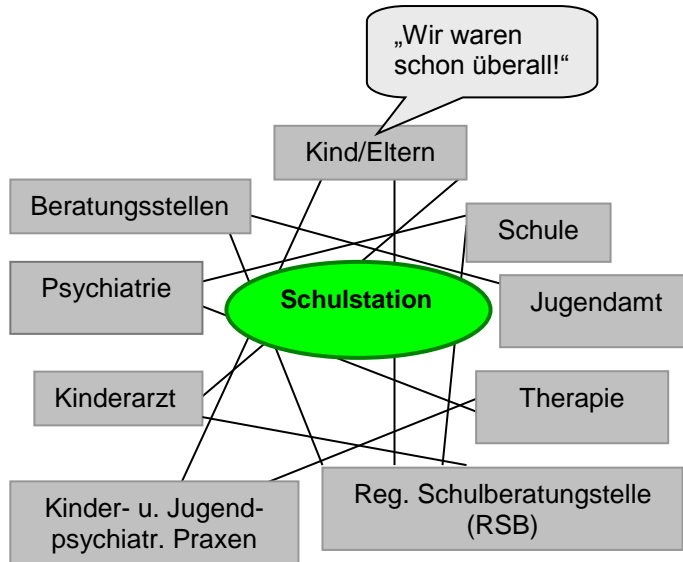 „Wir waren
schon überall!“
Kind/Eltern
Beratungsstellen
Schule
Psychiatrie
Schulstation
Jugendamt
Kinderarzt
Therapie
Kinder- u. Jugend-
psychiatr. Praxen
Reg. Schulberatungstelle
(RSB)